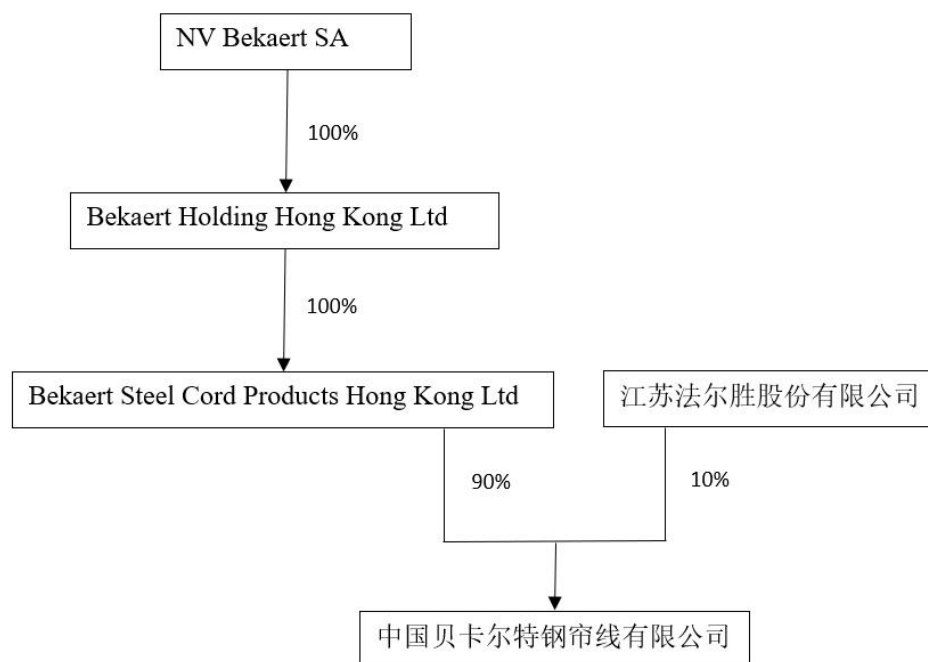 NV Bekaert SA
100%
Bekaert Holding Hong Kong Ltd
100%
Bekaert Steel Cord Products Hong Kong Ltd
江苏法尔胜股份有限公司
90%
10%
中国贝卡尔特钢帘线有限公司